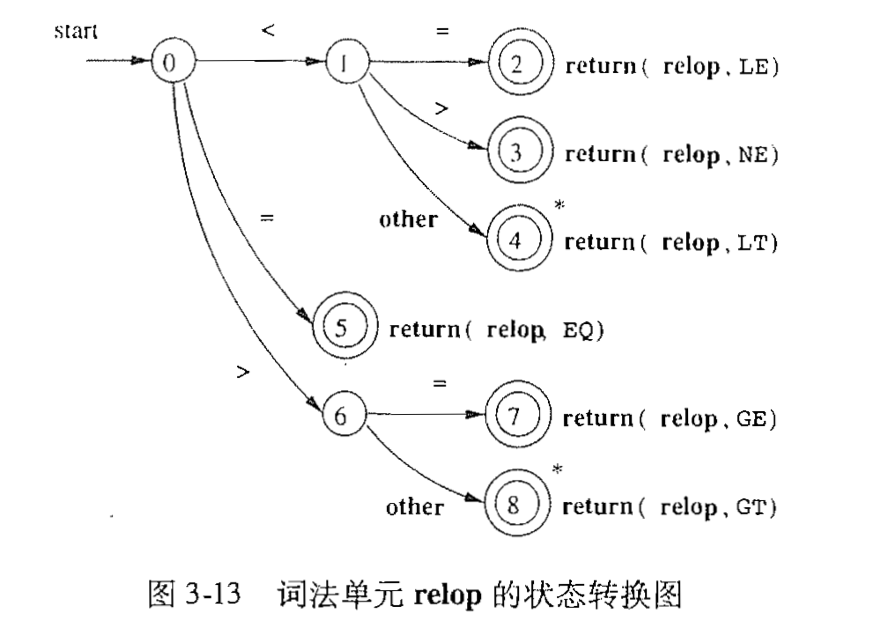 start
<
=
0
1
2
return( relop, LE)
>
3
return( relop, NE)
other
*
4
return( relop, LT)
=
5
return( relop, EQ)
>
=
6
7
return( relop, GE)
other
*
8
return( relop, GT)
图 3-13 词法单元 relop 的状态转换图